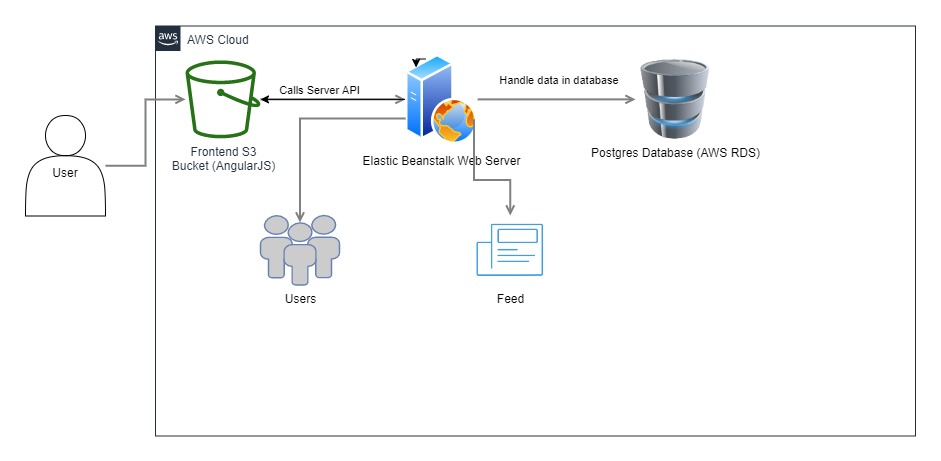 aws
AWS Cloud
Calls Server API
Handle data in database
User
Frontend S3
Bucket (AngularJS)
Elastic Beanstalk Web Server
Postgres Database (AWS RDS)
Users
Feed